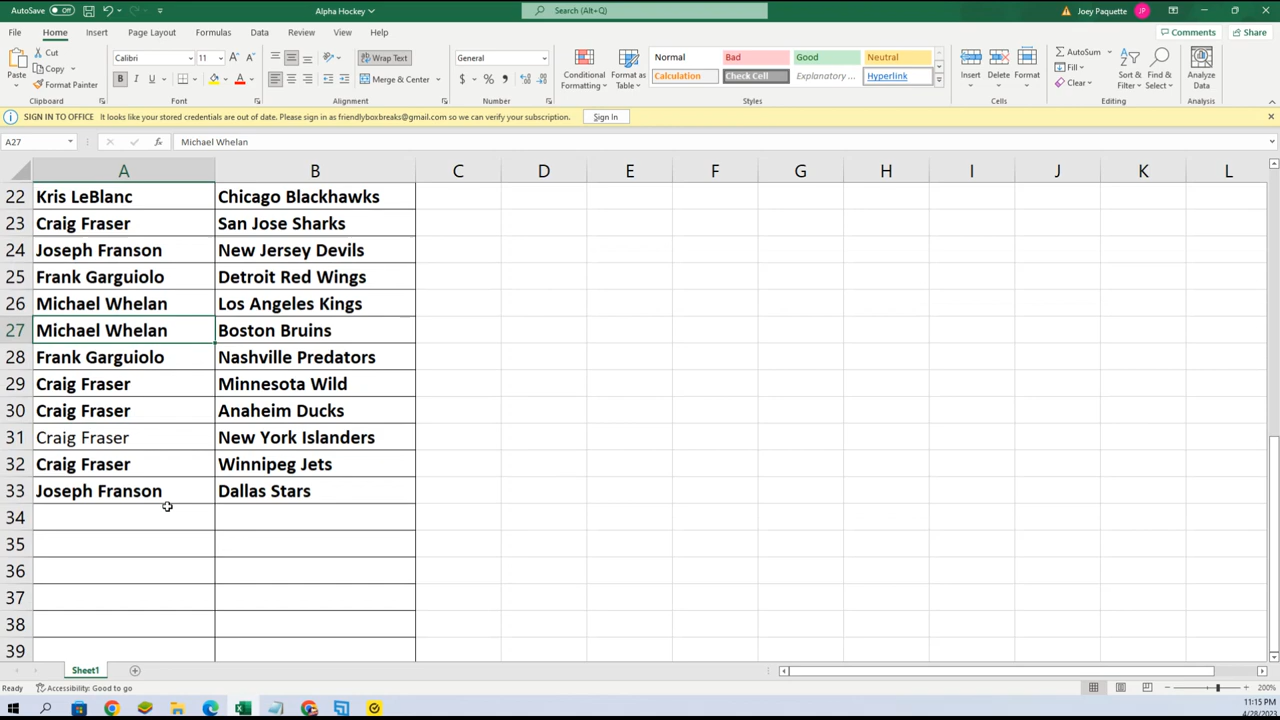 AutoSave Off Alpha Hockey Search (Alt+Q) Joey Paquette JP
File Home Insert Page Layout Formulas Data Review View Help Comments Share
Paste Cut Copy Format Painter Clipboard
Calibri 11 B I U Font
Wrap Text Merge & Center Alignment
General $ % Number
Conditional Formatting Format as Table Normal Bad Good Neutral Calculation Check Cell Explanatory ... Hyperlink Styles
Insert Delete Format Cells
AutoSum Fill Clear Sort & Filter Find & Select Editing
Analyze Data Analysis
SIGN IN TO OFFICE It looks like your stored credentials are out of date. Please sign in as friendlyboxbreaks@gmail.com so we can verify your subscription. Sign In
A27 fx Michael Whelan
A B C D E F G H I J K L
22 Kris LeBlanc Chicago Blackhawks
23 Craig Fraser San Jose Sharks
24 Joseph Franson New Jersey Devils
25 Frank Garguiolo Detroit Red Wings
26 Michael Whelan Los Angeles Kings
27 Michael Whelan Boston Bruins
28 Frank Garguiolo Nashville Predators
29 Craig Fraser Minnesota Wild
30 Craig Fraser Anaheim Ducks
31 Craig Fraser New York Islanders
32 Craig Fraser Winnipeg Jets
33 Joseph Franson Dallas Stars
34
35
36
37
38
39
Sheet1
Ready Accessibility: Good to go 200%
11:15 PM
4/28/2023